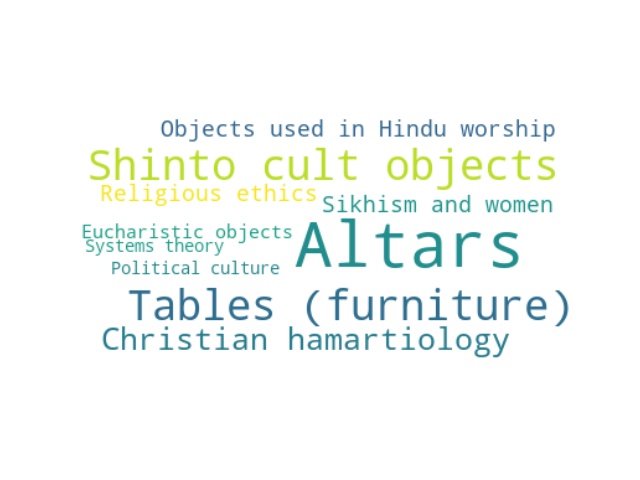 Objects used in Hindu worship
Shinto cult objects
Religious ethics
Sikhism and women
Eucharistic objects
Altars
Systems theory
Political culture
Tables (furniture)
Christian hamartiology